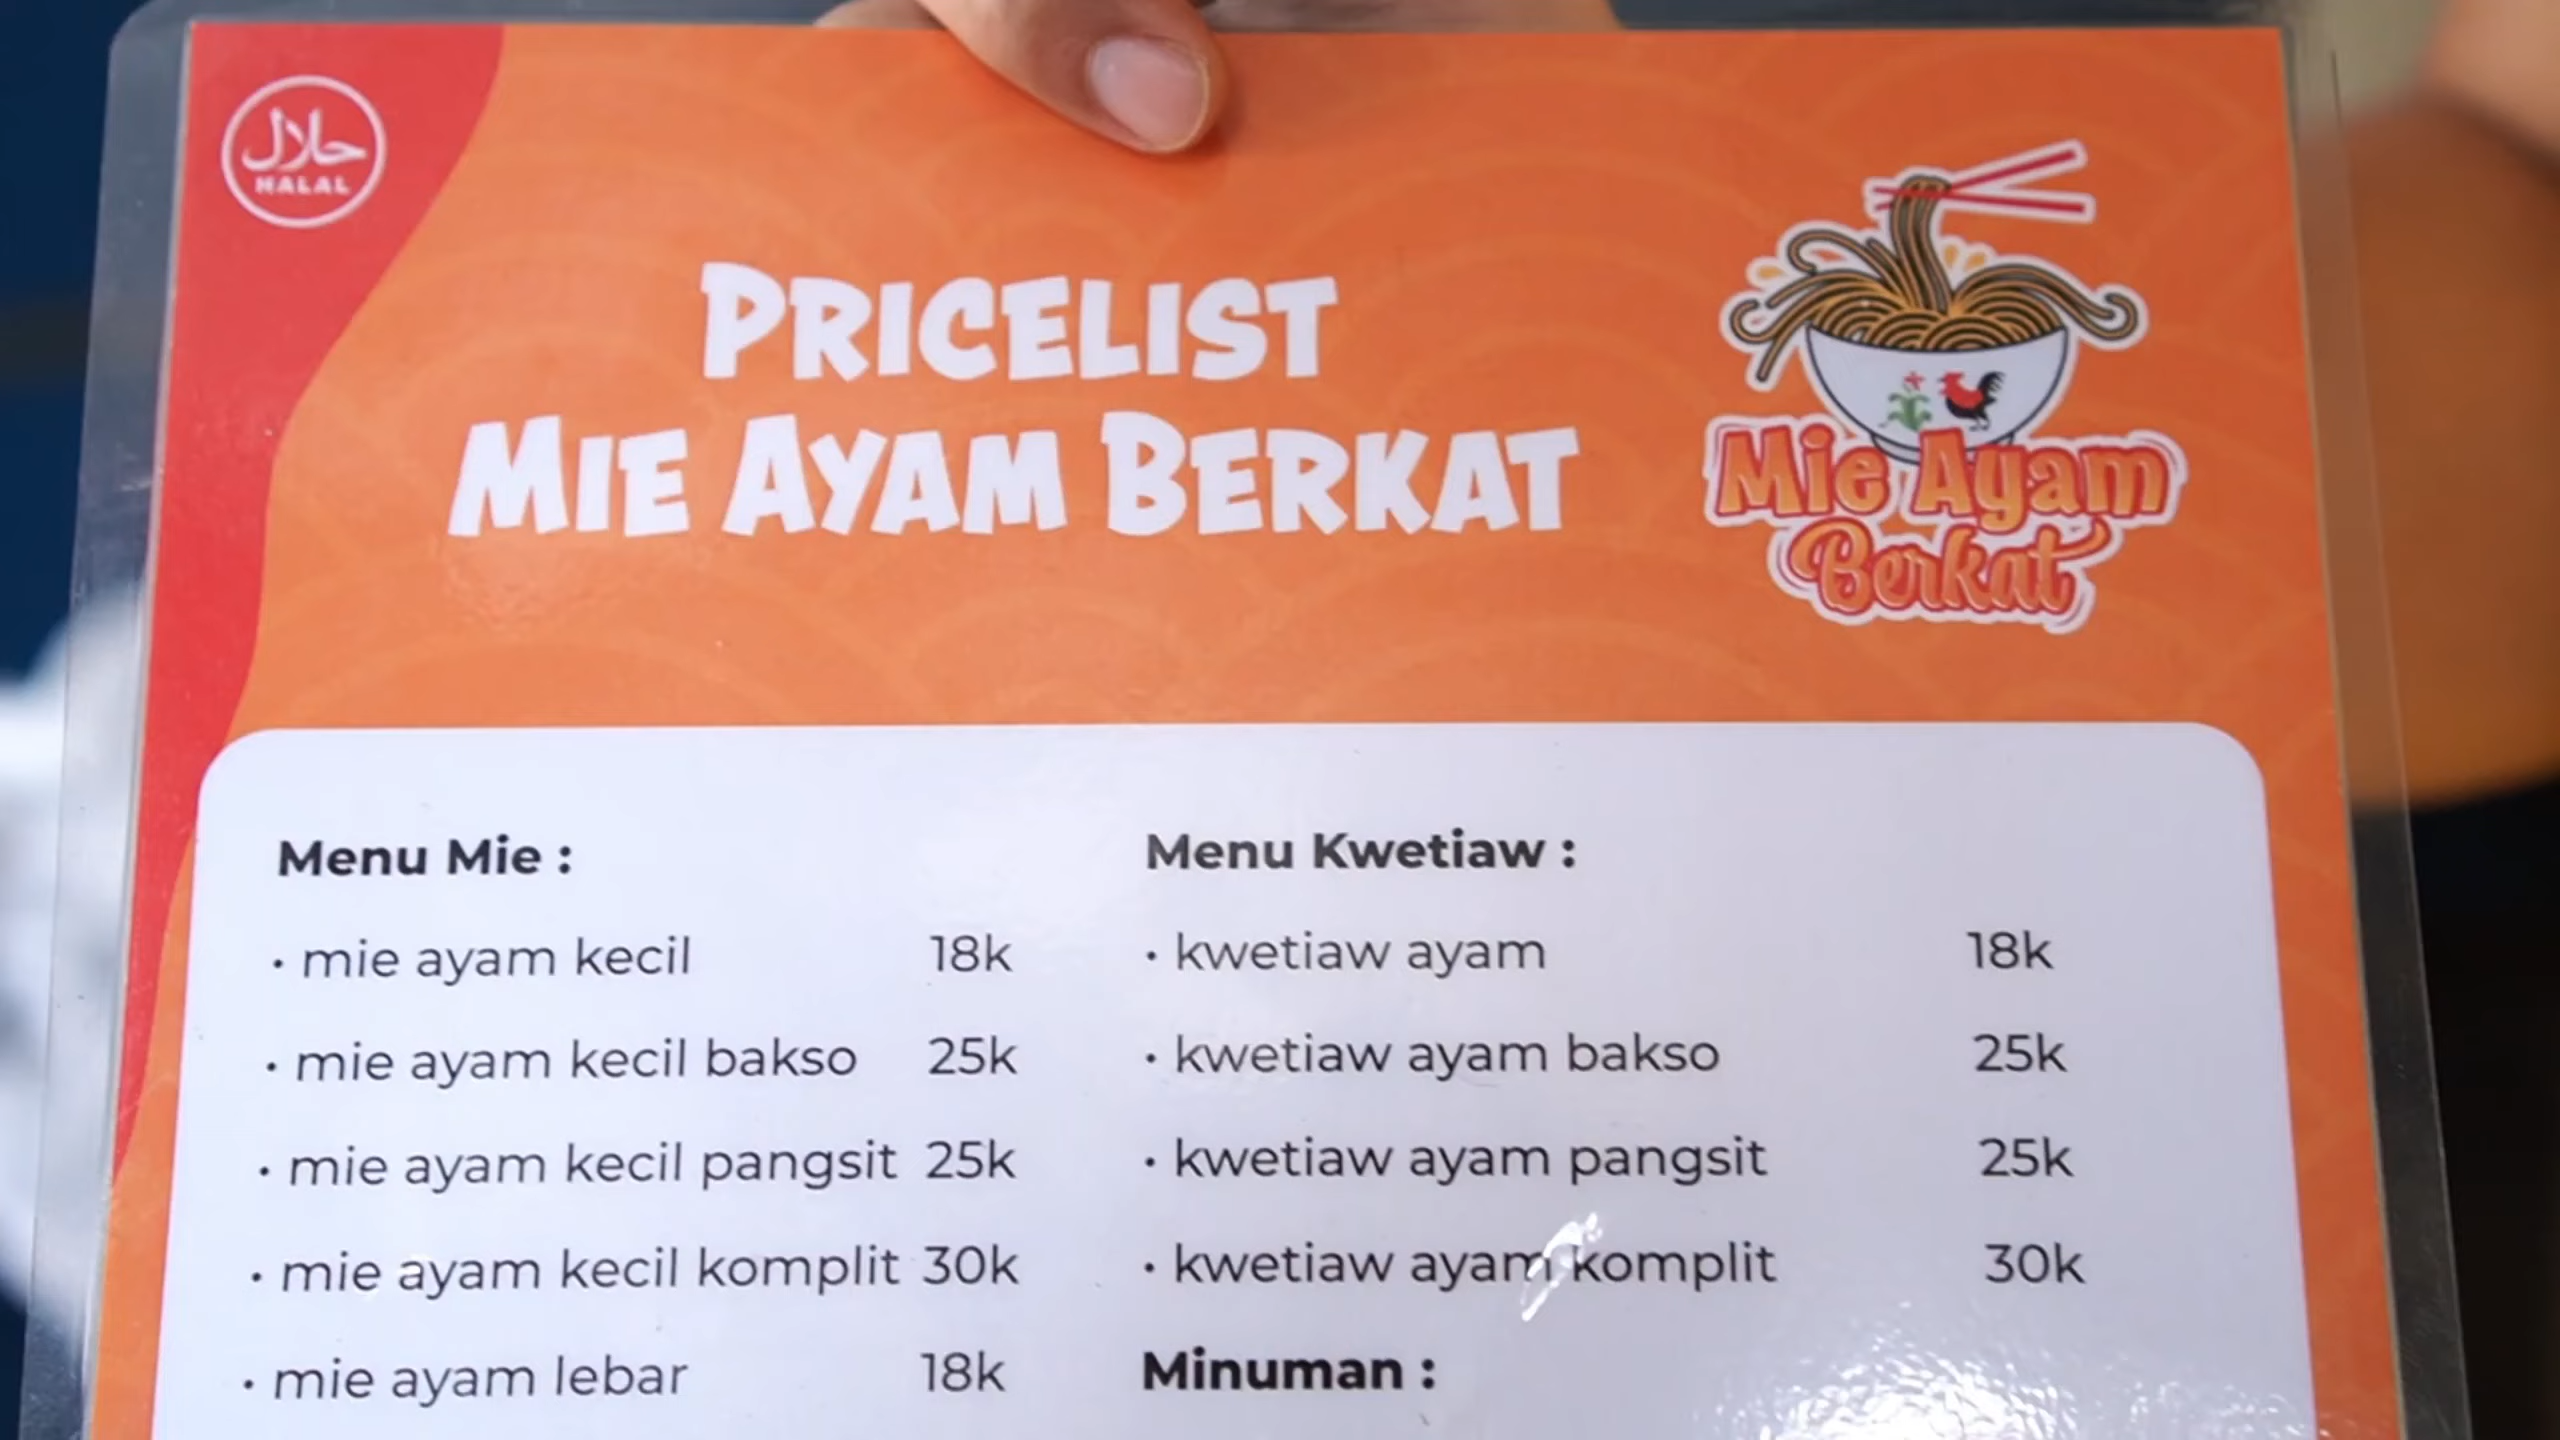 حلال
HALAL
PRICELIST
MIE AYAM BERKAT
Mie Ayam
Berkat
Menu Mie :
• mie ayam kecil 18k
• mie ayam kecil bakso 25k
• mie ayam kecil pangsit 25k
• mie ayam kecil komplit 30k
• mie ayam lebar 18k
Menu Kwetiaw :
• kwetiaw ayam 18k
• kwetiaw ayam bakso 25k
• kwetiaw ayam pangsit 25k
• kwetiaw ayam komplit 30k
Minuman :